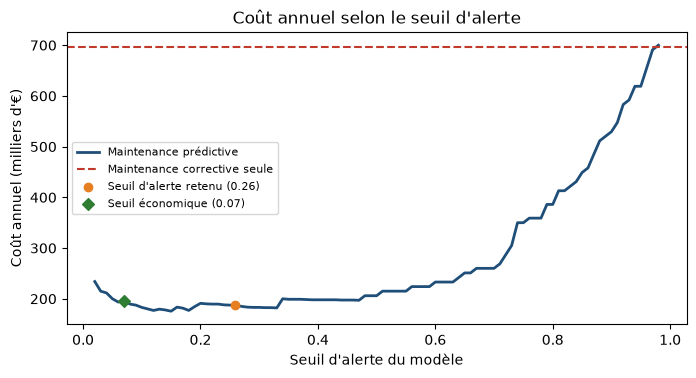 Coût annuel selon le seuil d'alerte
Coût annuel (milliers d'€)
700
600
500
400
300
200
Maintenance prédictive
Maintenance corrective seule
Seuil d'alerte retenu (0.26)
Seuil économique (0.07)
0.0 0.2 0.4 0.6 0.8 1.0
Seuil d'alerte du modèle